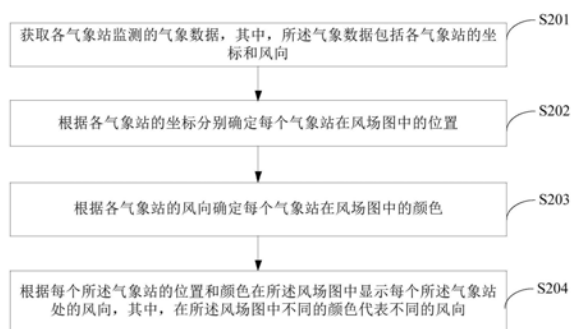 获取各气象站监测的气象数据，其中，所述气象数据包括各气象站的坐
标和风向
S201
根据各气象站的坐标分别确定每个气象站在风场图中的位置
S202
根据各气象站的风向确定每个气象站在风场图中的颜色
S203
根据每个所述气象站的位置和颜色在所述风场图中显示每个所述气象站
处的风向，其中，在所述风场图中不同的颜色代表不同的风向
S204